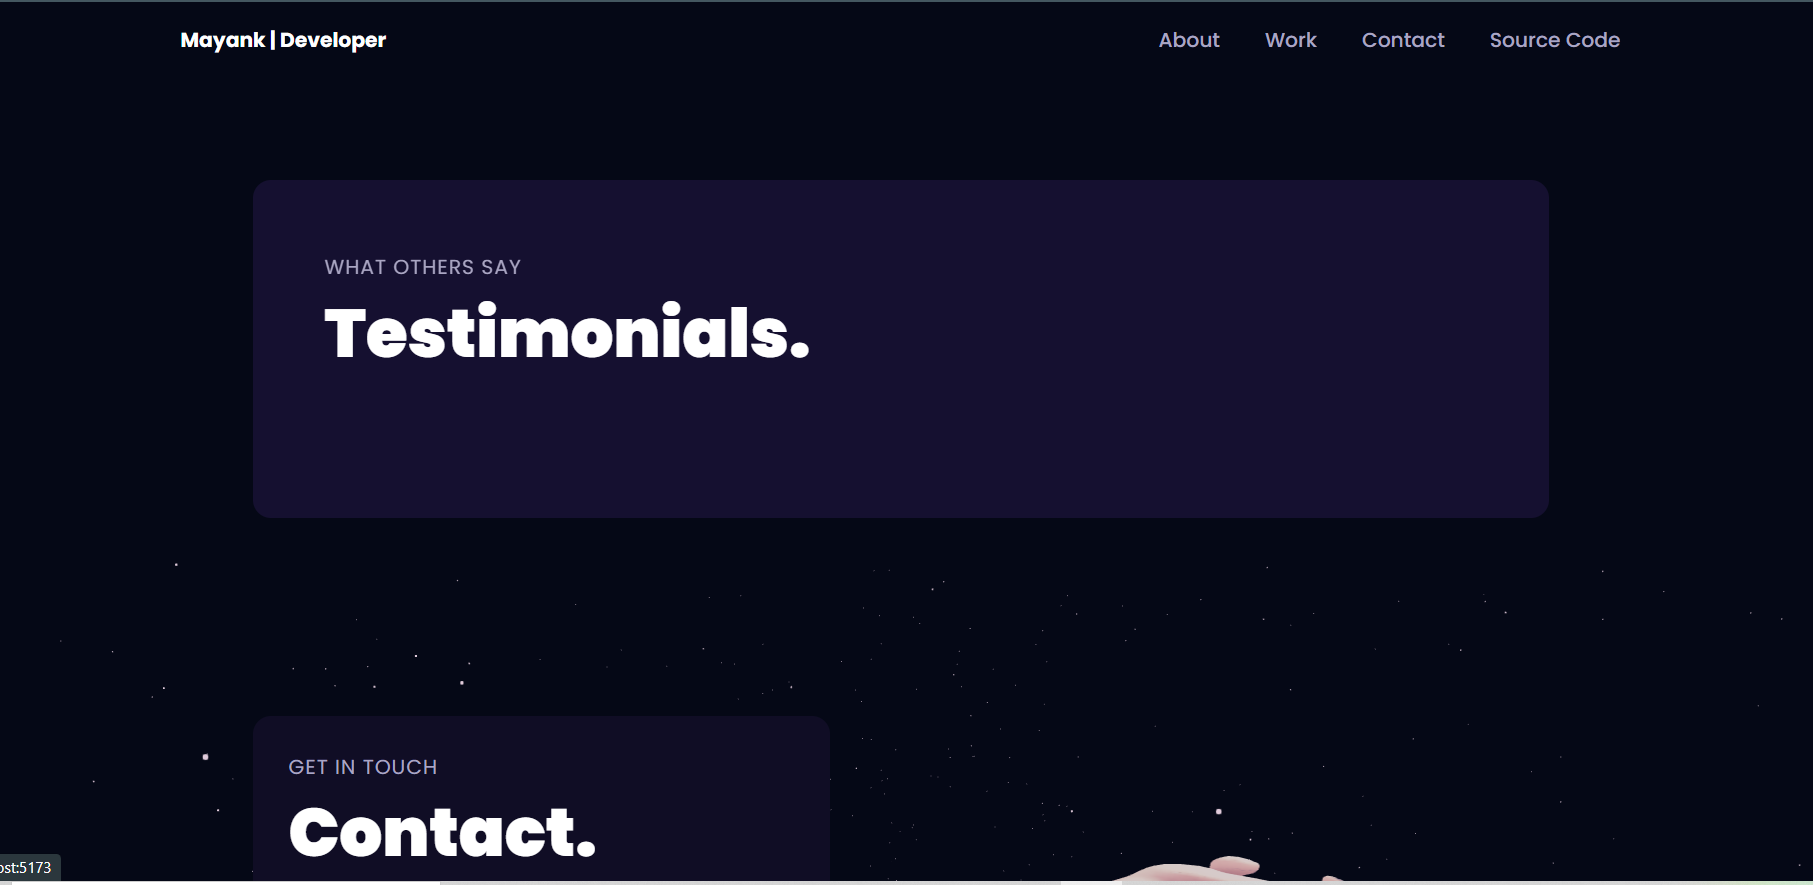 Mayank | Developer
About Work Contact Source Code
WHAT OTHERS SAY
Testimonials.
GET IN TOUCH
Contact.
ost:5173